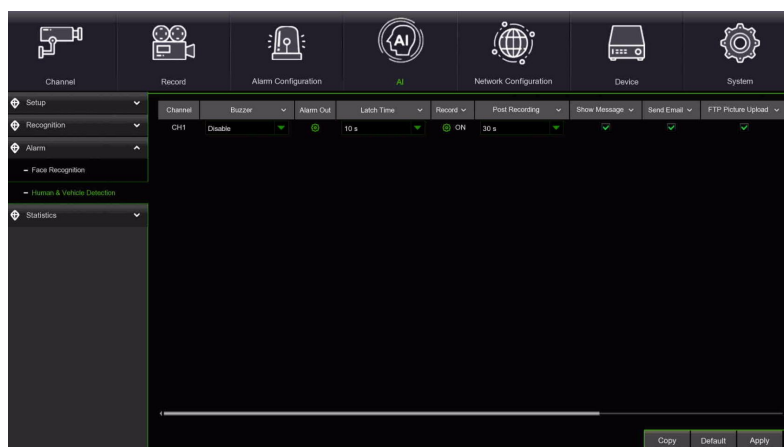 AI
Channel Record Alarm Configuration AI Network Configuration Device System
Setup
Channel Buzzer Alarm Out Latch Time Record Post Recording Show Message Send Email FTP Picture Upload
Recognition
CH1 Disable 10 s ON 30 s
Alarm
Face Recognition
Human & Vehicle Detection
Statistics
Copy Default Apply